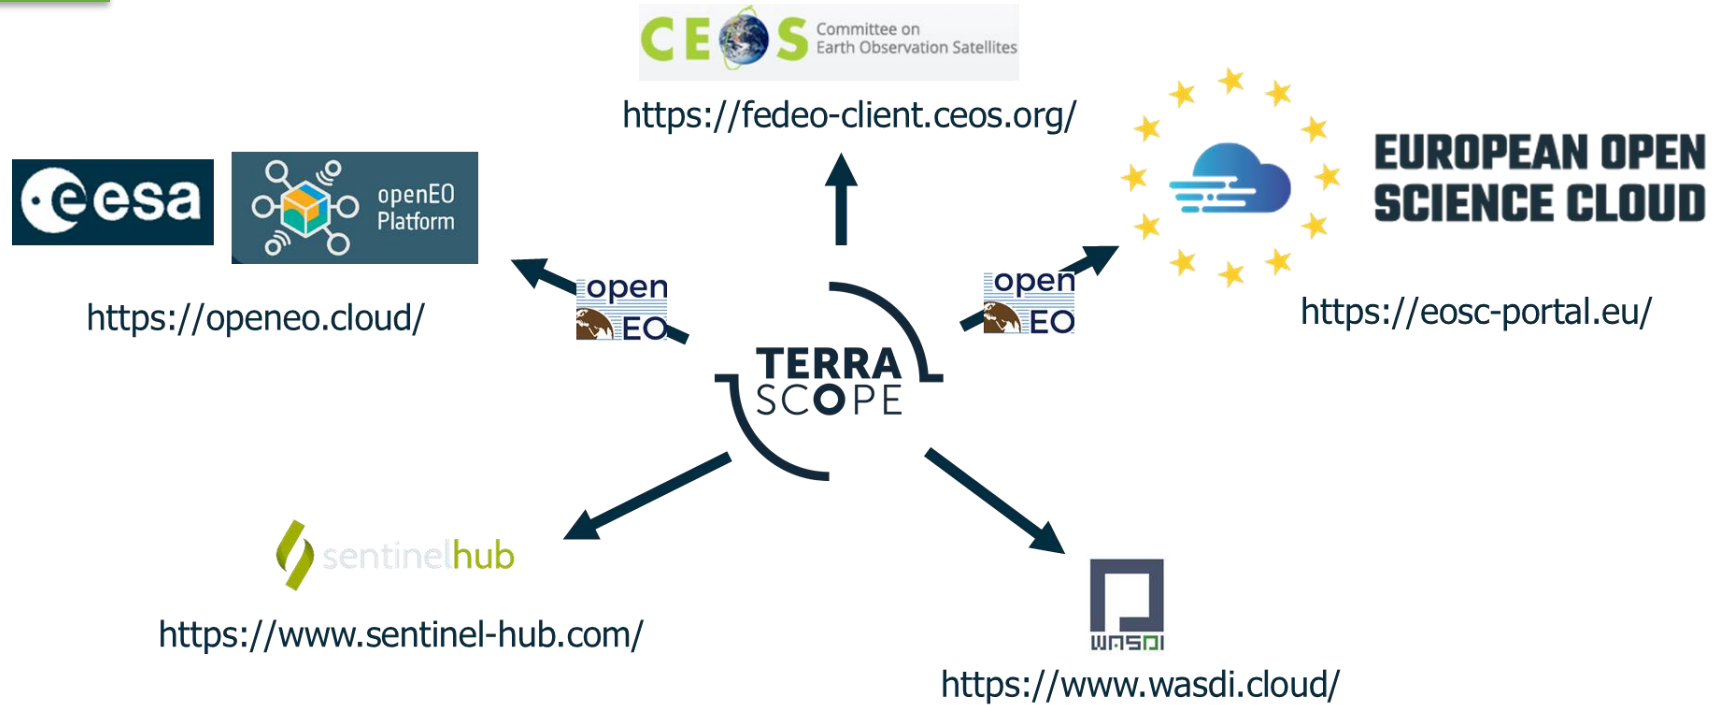 CEOS
Committee on
Earth Observation Satellites
https://fedeo-client.ceos.org/
esa
openEO
Platform
https://openeo.cloud/
EUROPEAN OPEN
SCIENCE CLOUD
https://eosc-portal.eu/
open
EO
open
EO
TERRA
SCOPE
sentinelhub
https://www.sentinel-hub.com/
WASDI
https://www.wasdi.cloud/